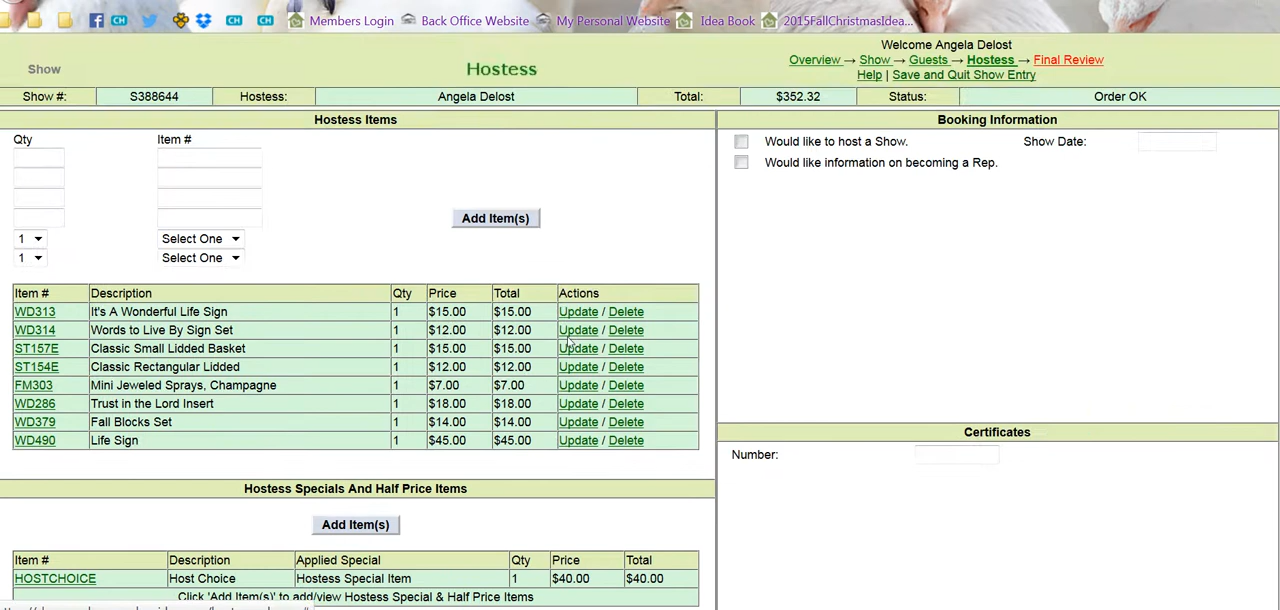 CH CH CH Members Login Back Office Website My Personal Website Idea Book 2015FallChristmasIdea...
Welcome Angela Delost
Show Hostess Overview → Show → Guests → Hostess → Final Review
Help | Save and Quit Show Entry
Show #: S388644 Hostess: Angela Delost Total: $352.32 Status: Order OK
Hostess Items
Qty Item #
Add Item(s)
1 Select One
1 Select One
Item # Description Qty Price Total Actions
WD313 It's A Wonderful Life Sign 1 $15.00 $15.00 Update / Delete
WD314 Words to Live By Sign Set 1 $12.00 $12.00 Update / Delete
ST157E Classic Small Lidded Basket 1 $15.00 $15.00 Update / Delete
ST154E Classic Rectangular Lidded 1 $12.00 $12.00 Update / Delete
FM303 Mini Jeweled Sprays, Champagne 1 $7.00 $7.00 Update / Delete
WD286 Trust in the Lord Insert 1 $18.00 $18.00 Update / Delete
WD379 Fall Blocks Set 1 $14.00 $14.00 Update / Delete
WD490 Life Sign 1 $45.00 $45.00 Update / Delete
Hostess Specials And Half Price Items
Add Item(s)
Item # Description Applied Special Qty Price Total
HOSTCHOICE Host Choice Hostess Special Item 1 $40.00 $40.00
Click 'Add Item(s)' to add/view Hostess Special & Half Price Items
Booking Information
Would like to host a Show. Show Date:
Would like information on becoming a Rep.
Certificates
Number: